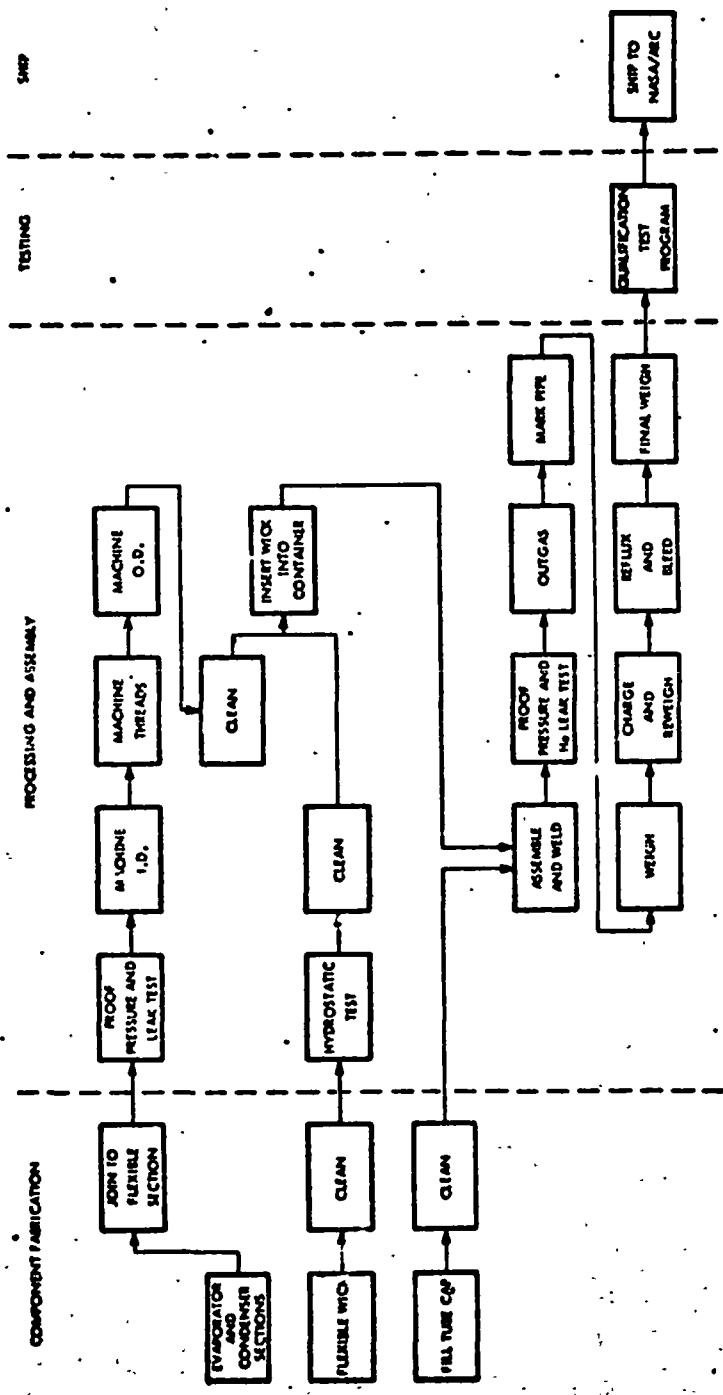 COMPONENT FABRICATION
PROCESSING AND ASSEMBLY
TESTING
SHIP
JOIN TO
FLEXIBLE
SECTION
PROOF
PRESSURE AND
LEAK TEST
MACHINE
I.D.
MACHINE
THREADS
MACHINE
O.D.
EVAPORATOR
AND
CONDENSER
SECTIONS
CLEAN
FLEXIBLE WICK
CLEAN
HYDROSTATIC
TEST
CLEAN
INSERT WICK
INTO
CONTAINER
FILL TUBE CAP
CLEAN
ASSEMBLE
AND WELD
PROOF
PRESSURE AND
He LEAK TEST
OUTGAS
MARK PIPE
WEIGH
CHARGE
AND
REWEIGH
REFLUX
AND
BLEED
FINAL WEIGH
QUALIFICATION
TEST
PROGRAM
SHIP TO
NASA/ARC